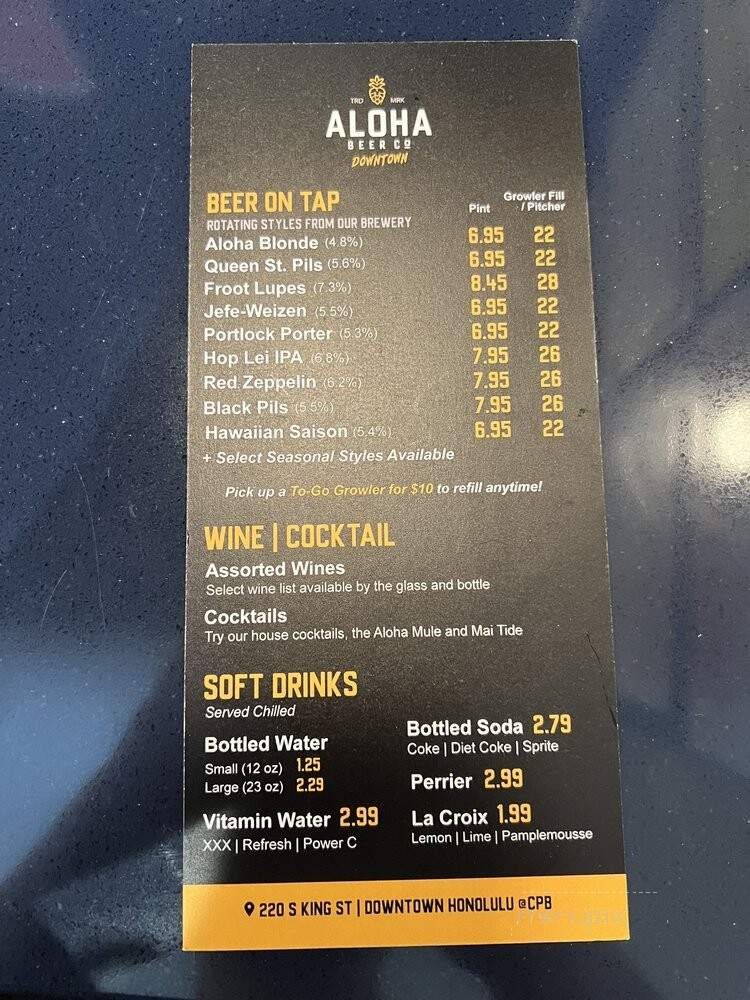 TRD MRK
ALOHA
BEER CO
DOWNTOWN
BEER ON TAP
ROTATING STYLES FROM OUR BREWERY
Pint Growler Fill
/ Pitcher
Aloha Blonde (4.8%) 6.95 22
Queen St. Pils (5.6%) 6.95 22
Froot Lupes (7.3%) 8.45 28
Jefe-Weizen (5.5%) 6.95 22
Portlock Porter (5.3%) 6.95 22
Hop Lei IPA (6.8%) 7.95 26
Red Zeppelin (6.2%) 7.95 26
Black Pils (5.5%) 7.95 26
Hawaiian Saison (5.4%) 6.95 22
+ Select Seasonal Styles Available
Pick up a To-Go Growler for $10 to refill anytime!
WINE | COCKTAIL
Assorted Wines
Select wine list available by the glass and bottle
Cocktails
Try our house cocktails, the Aloha Mule and Mai Tide
SOFT DRINKS
Served Chilled
Bottled Water
Small (12 oz) 1.25
Large (23 oz) 2.29
Vitamin Water 2.99
XXX | Refresh | Power C
Bottled Soda 2.79
Coke | Diet Coke | Sprite
Perrier 2.99
La Croix 1.99
Lemon | Lime | Pamplemousse
220 S KING ST | DOWNTOWN HONOLULU @CPB